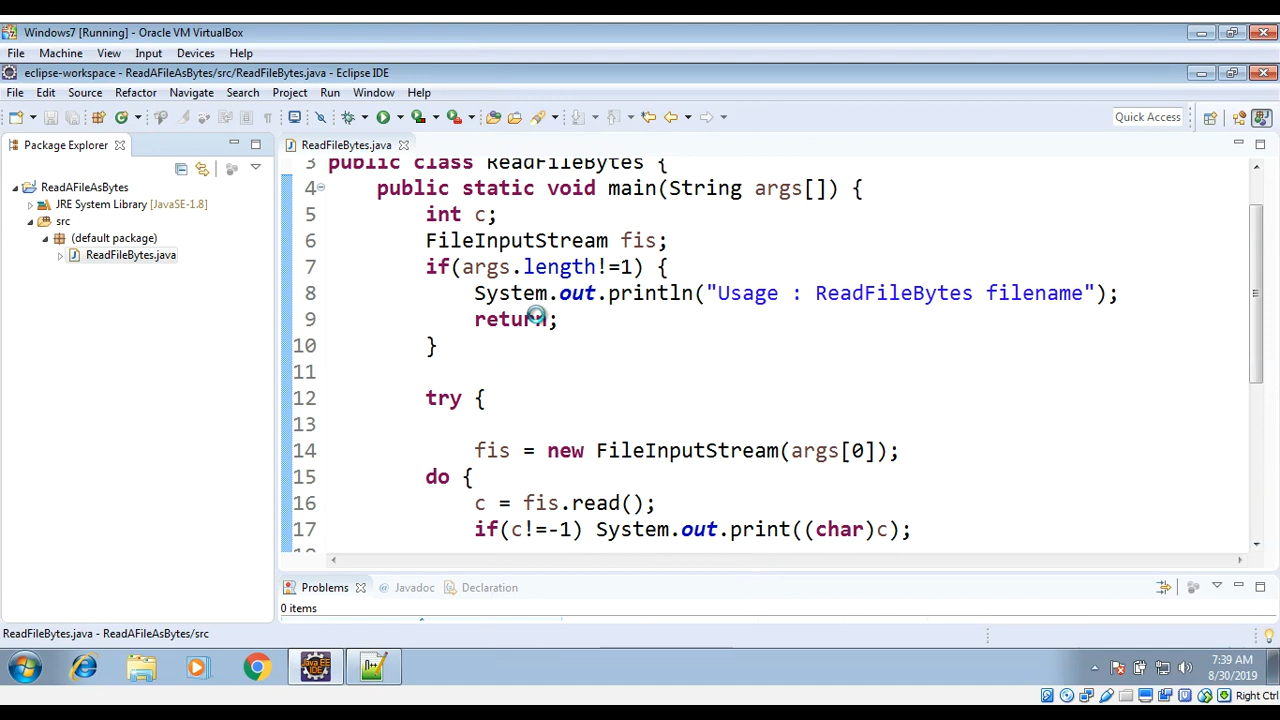 Windows7 [Running] - Oracle VM VirtualBox
File Machine View Input Devices Help
eclipse-workspace - ReadAFileAsBytes/src/ReadFileBytes.java - Eclipse IDE
File Edit Source Refactor Navigate Search Project Run Window Help
Quick Access
Package Explorer
ReadFileBytes.java
ReadAFileAsBytes
JRE System Library [JavaSE-1.8]
src
(default package)
ReadFileBytes.java
3 public class ReadFileBytes {
4 public static void main(String args[]) {
5 int c;
6 FileInputStream fis;
7 if(args.length!=1) {
8 System.out.println("Usage : ReadFileBytes filename");
9 return;
10 }
11
12 try {
13
14 fis = new FileInputStream(args[0]);
15 do {
16 c = fis.read();
17 if(c!=-1) System.out.print((char)c);
Problems @ Javadoc Declaration
0 items
ReadFileBytes.java - ReadAFileAsBytes/src
Java EE IDE
7:39 AM
8/30/2019
Right Ctrl